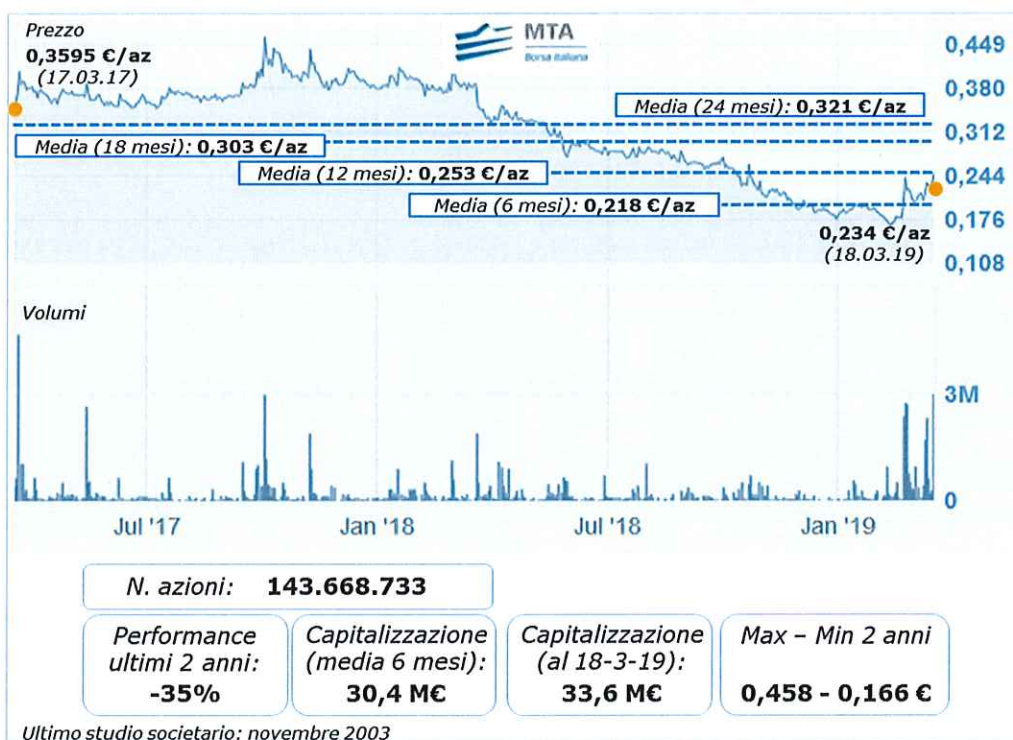 Prezzo
0,3595 €/az
(17.03.17)
MTA
Borsa Italiana
0,449
0,380
0,312
0,244
0,176
0,108
Media (24 mesi): 0,321 €/az
Media (18 mesi): 0,303 €/az
Media (12 mesi): 0,253 €/az
Media (6 mesi): 0,218 €/az
0,234 €/az
(18.03.19)
Volumi
3M
0
Jul '17
Jan '18
Jul '18
Jan '19
N. azioni: 143.668.733
Performance
ultimi 2 anni:
-35%
Capitalizzazione
(media 6 mesi):
30,4 M€
Capitalizzazione
(al 18-3-19):
33,6 M€
Max – Min 2 anni
0,458 - 0,166 €
Ultimo studio societario: novembre 2003